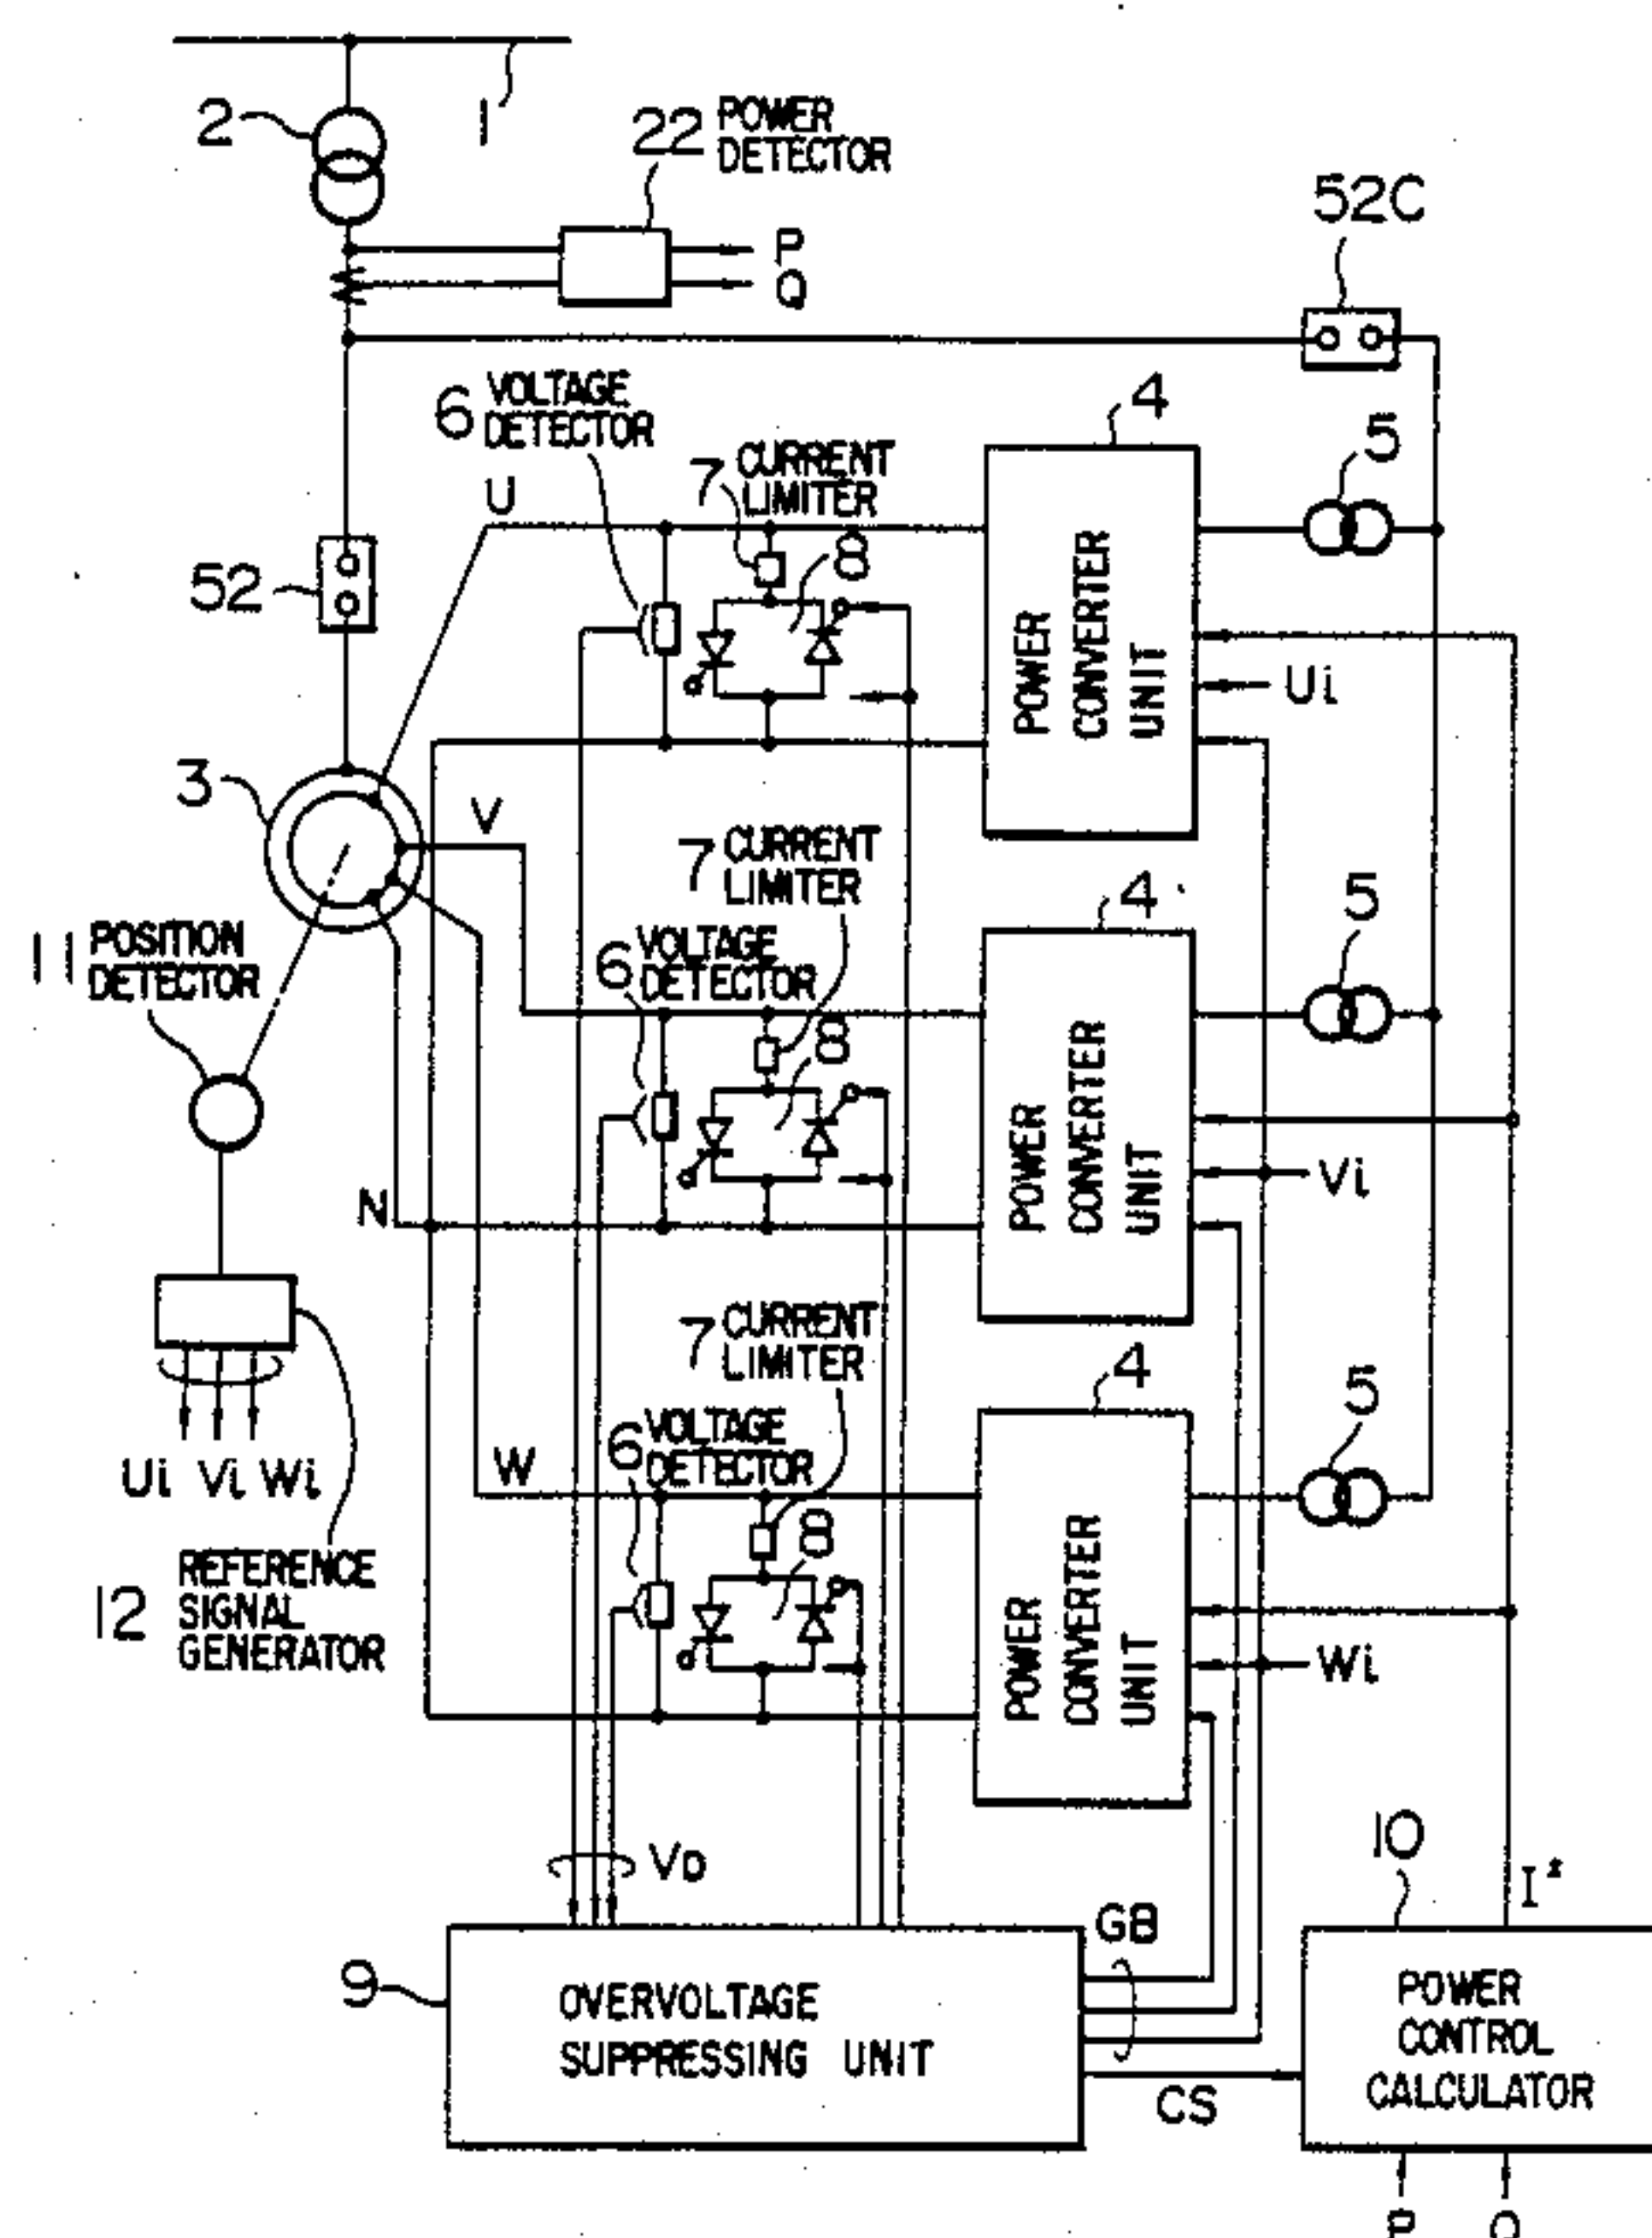 1
2
22 POWER
DETECTOR
P
Q
52C
6 VOLTAGE
DETECTOR
4
5
7 CURRENT
LIMITER
U
8
52
POWER
CONVERTER
UNIT
Ui
3
V
7 CURRENT
LIMITER
4
5
11 POSITION
DETECTOR
6 VOLTAGE
DETECTOR
8
POWER
CONVERTER
UNIT
Vi
N
7 CURRENT
LIMITER
4
5
6 VOLTAGE
DETECTOR
Ui Vi Wi
W
8
12 REFERENCE
SIGNAL
GENERATOR
POWER
CONVERTER
UNIT
Wi
VD
10
I*
GB
9
OVERVOLTAGE
SUPPRESSING UNIT
POWER
CONTROL
CALCULATOR
CS
P Q